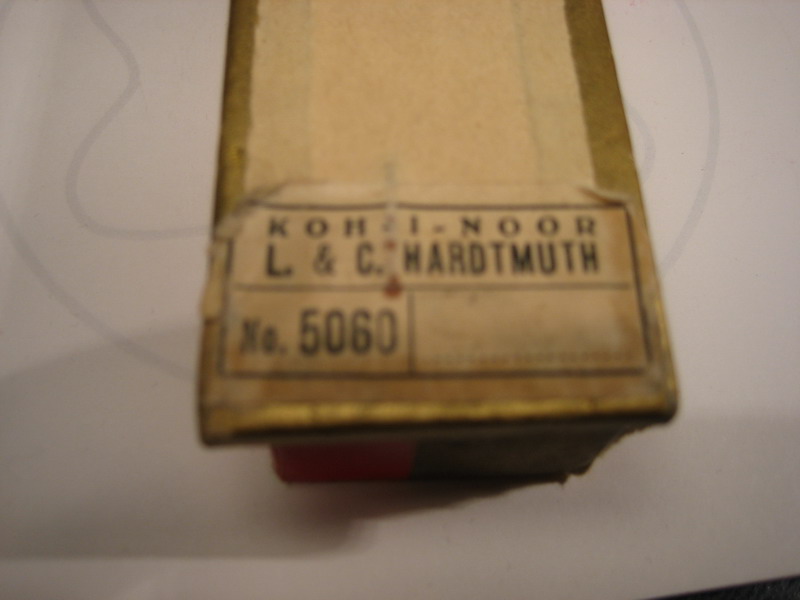 KOH-I-NOOR
L. & C. HARDTMUTH
No. 5060